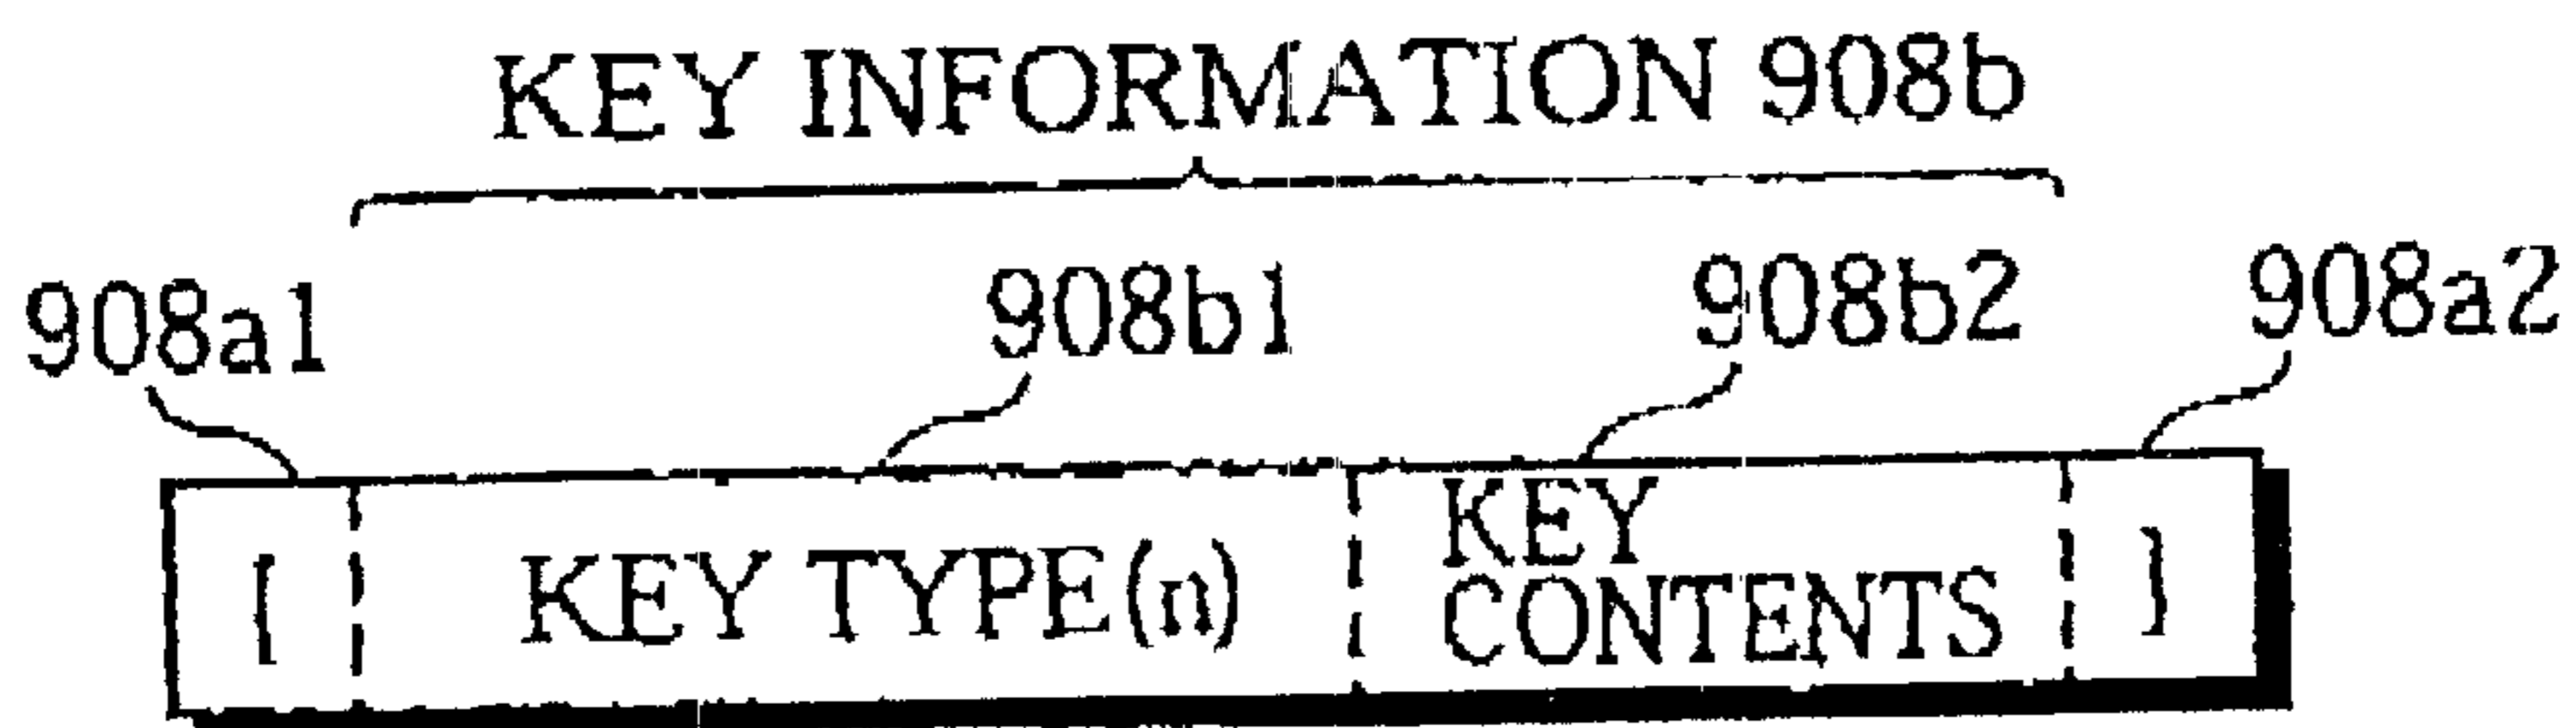 KEY INFORMATION 908b
908a1 908b1 908b2 908a2
[ KEY TYPE(n) KEY CONTENTS ]